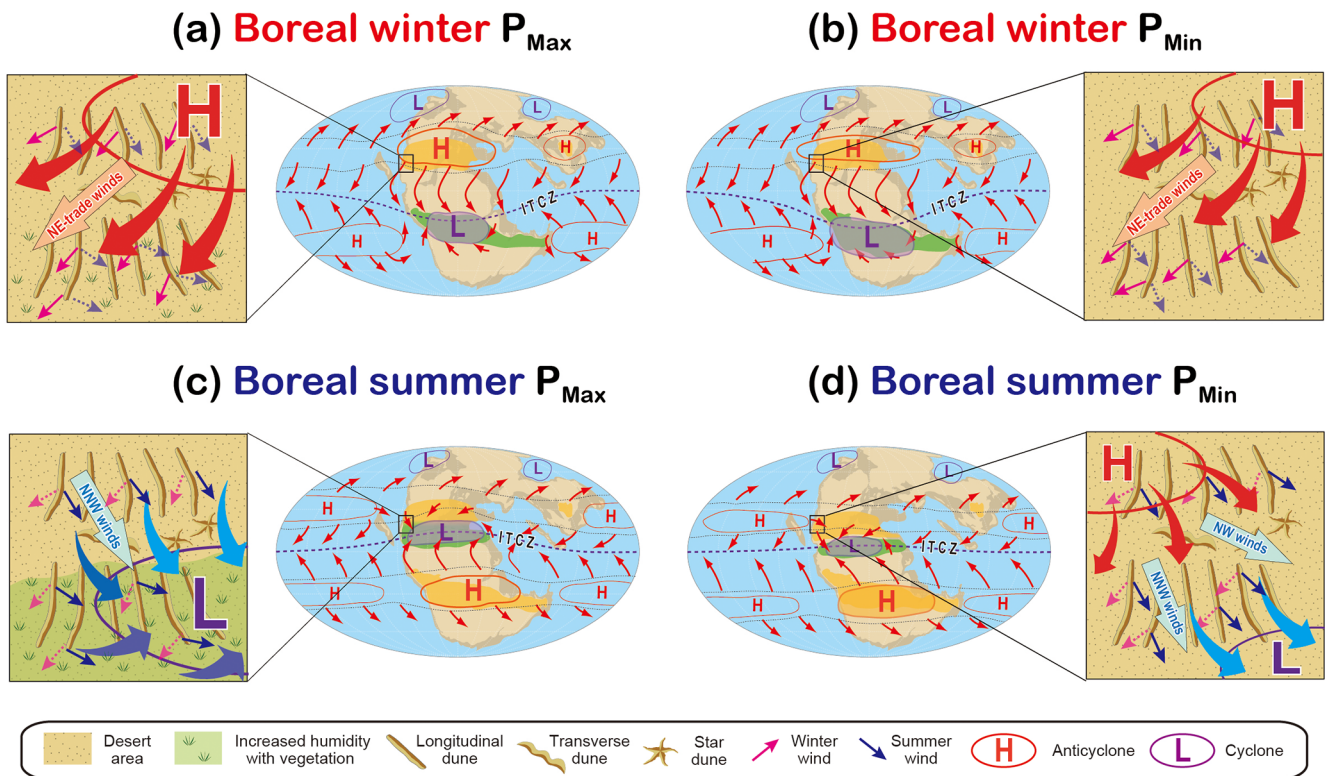 (a) Boreal winter PMax
(b) Boreal winter PMin
H
NE-trade winds
L
L
H
H
ITCZ
L
H
H
L
L
H
H
ITCZ
L
H
H
H
NE-trade winds
(c) Boreal summer PMax
(d) Boreal summer PMin
NNW winds
L
L
L
H
H
L
ITCZ
H
H
H
L
L
H
H
L
ITCZ
H
H
H
H
NW winds
NNW winds
L
Desert area
Increased humidity with vegetation
Longitudinal dune
Transverse dune
Star dune
Winter wind
Summer wind
H Anticyclone
L Cyclone